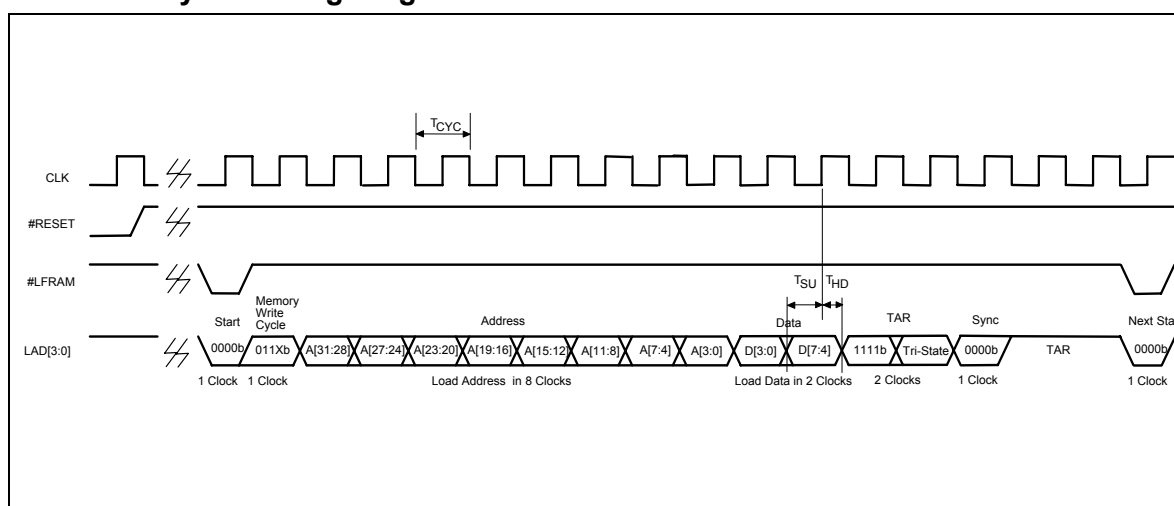 TCYC
CLK
#RESET
#LFRAM
TSU THD
Start
Memory
Write
Cycle
Address
Data
TAR
Sync
Next Sta
LAD[3:0]
0000b 011Xb A[31:28] A[27:24] A[23:20] A[19:16] A[15:12] A[11:8] A[7:4] A[3:0] D[3:0] D[7:4] 1111b Tri-State 0000b TAR 0000b
1 Clock 1 Clock Load Address in 8 Clocks Load Data in 2 Clocks 2 Clocks 1 Clock 1 Clock